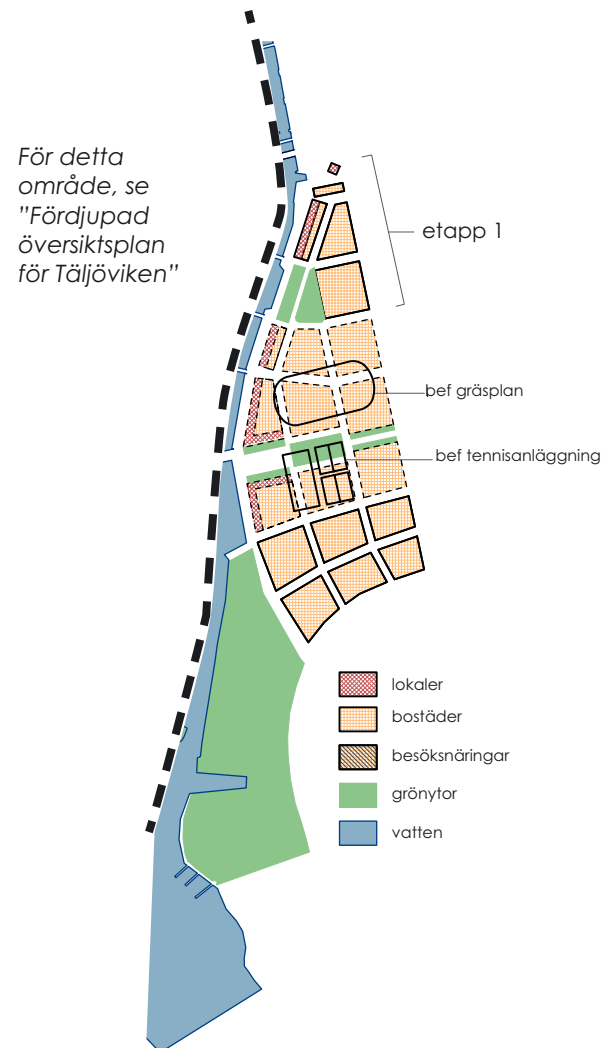 För detta
område, se
”Fördjupad
översiktsplan
för Täljöviken”
etapp 1
bef gräsplan
bef tennisanläggning
lokaler
bostäder
besöksnäringar
grönytor
vatten